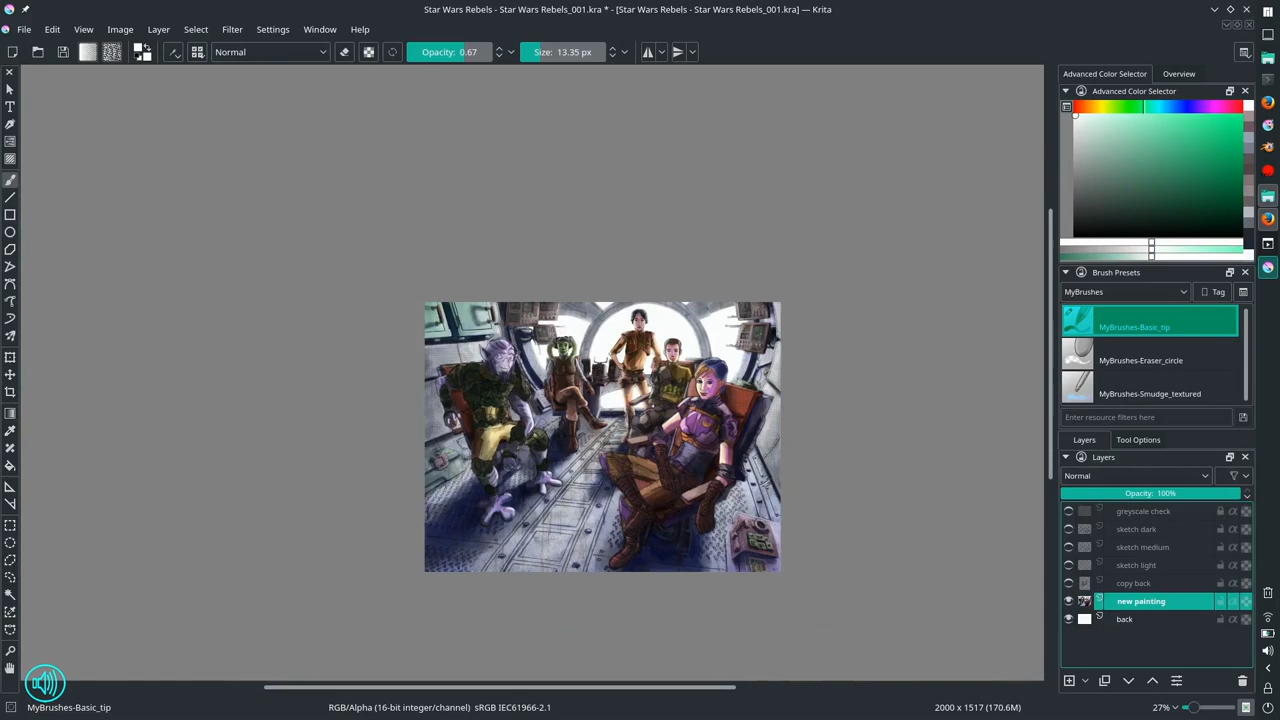 Star Wars Rebels - Star Wars Rebels_001.kra * - [Star Wars Rebels - Star Wars Rebels_001.kra] — Krita
File Edit View Image Layer Select Filter Settings Window Help
Normal Opacity: 0.67 Size: 13.35 px
Advanced Color Selector Overview
Advanced Color Selector
Brush Presets
MyBrushes Tag
MyBrushes-Basic_tip
MyBrushes-Eraser_circle
MyBrushes-Smudge_textured
Enter resource filters here
Layers Tool Options
Layers
Normal
Opacity: 100%
greyscale check
sketch dark
sketch medium
sketch light
copy back
new painting
back
MyBrushes-Basic_tip RGB/Alpha (16-bit integer/channel) sRGB IEC61966-2.1 2000 x 1517 (170.6M) 27%